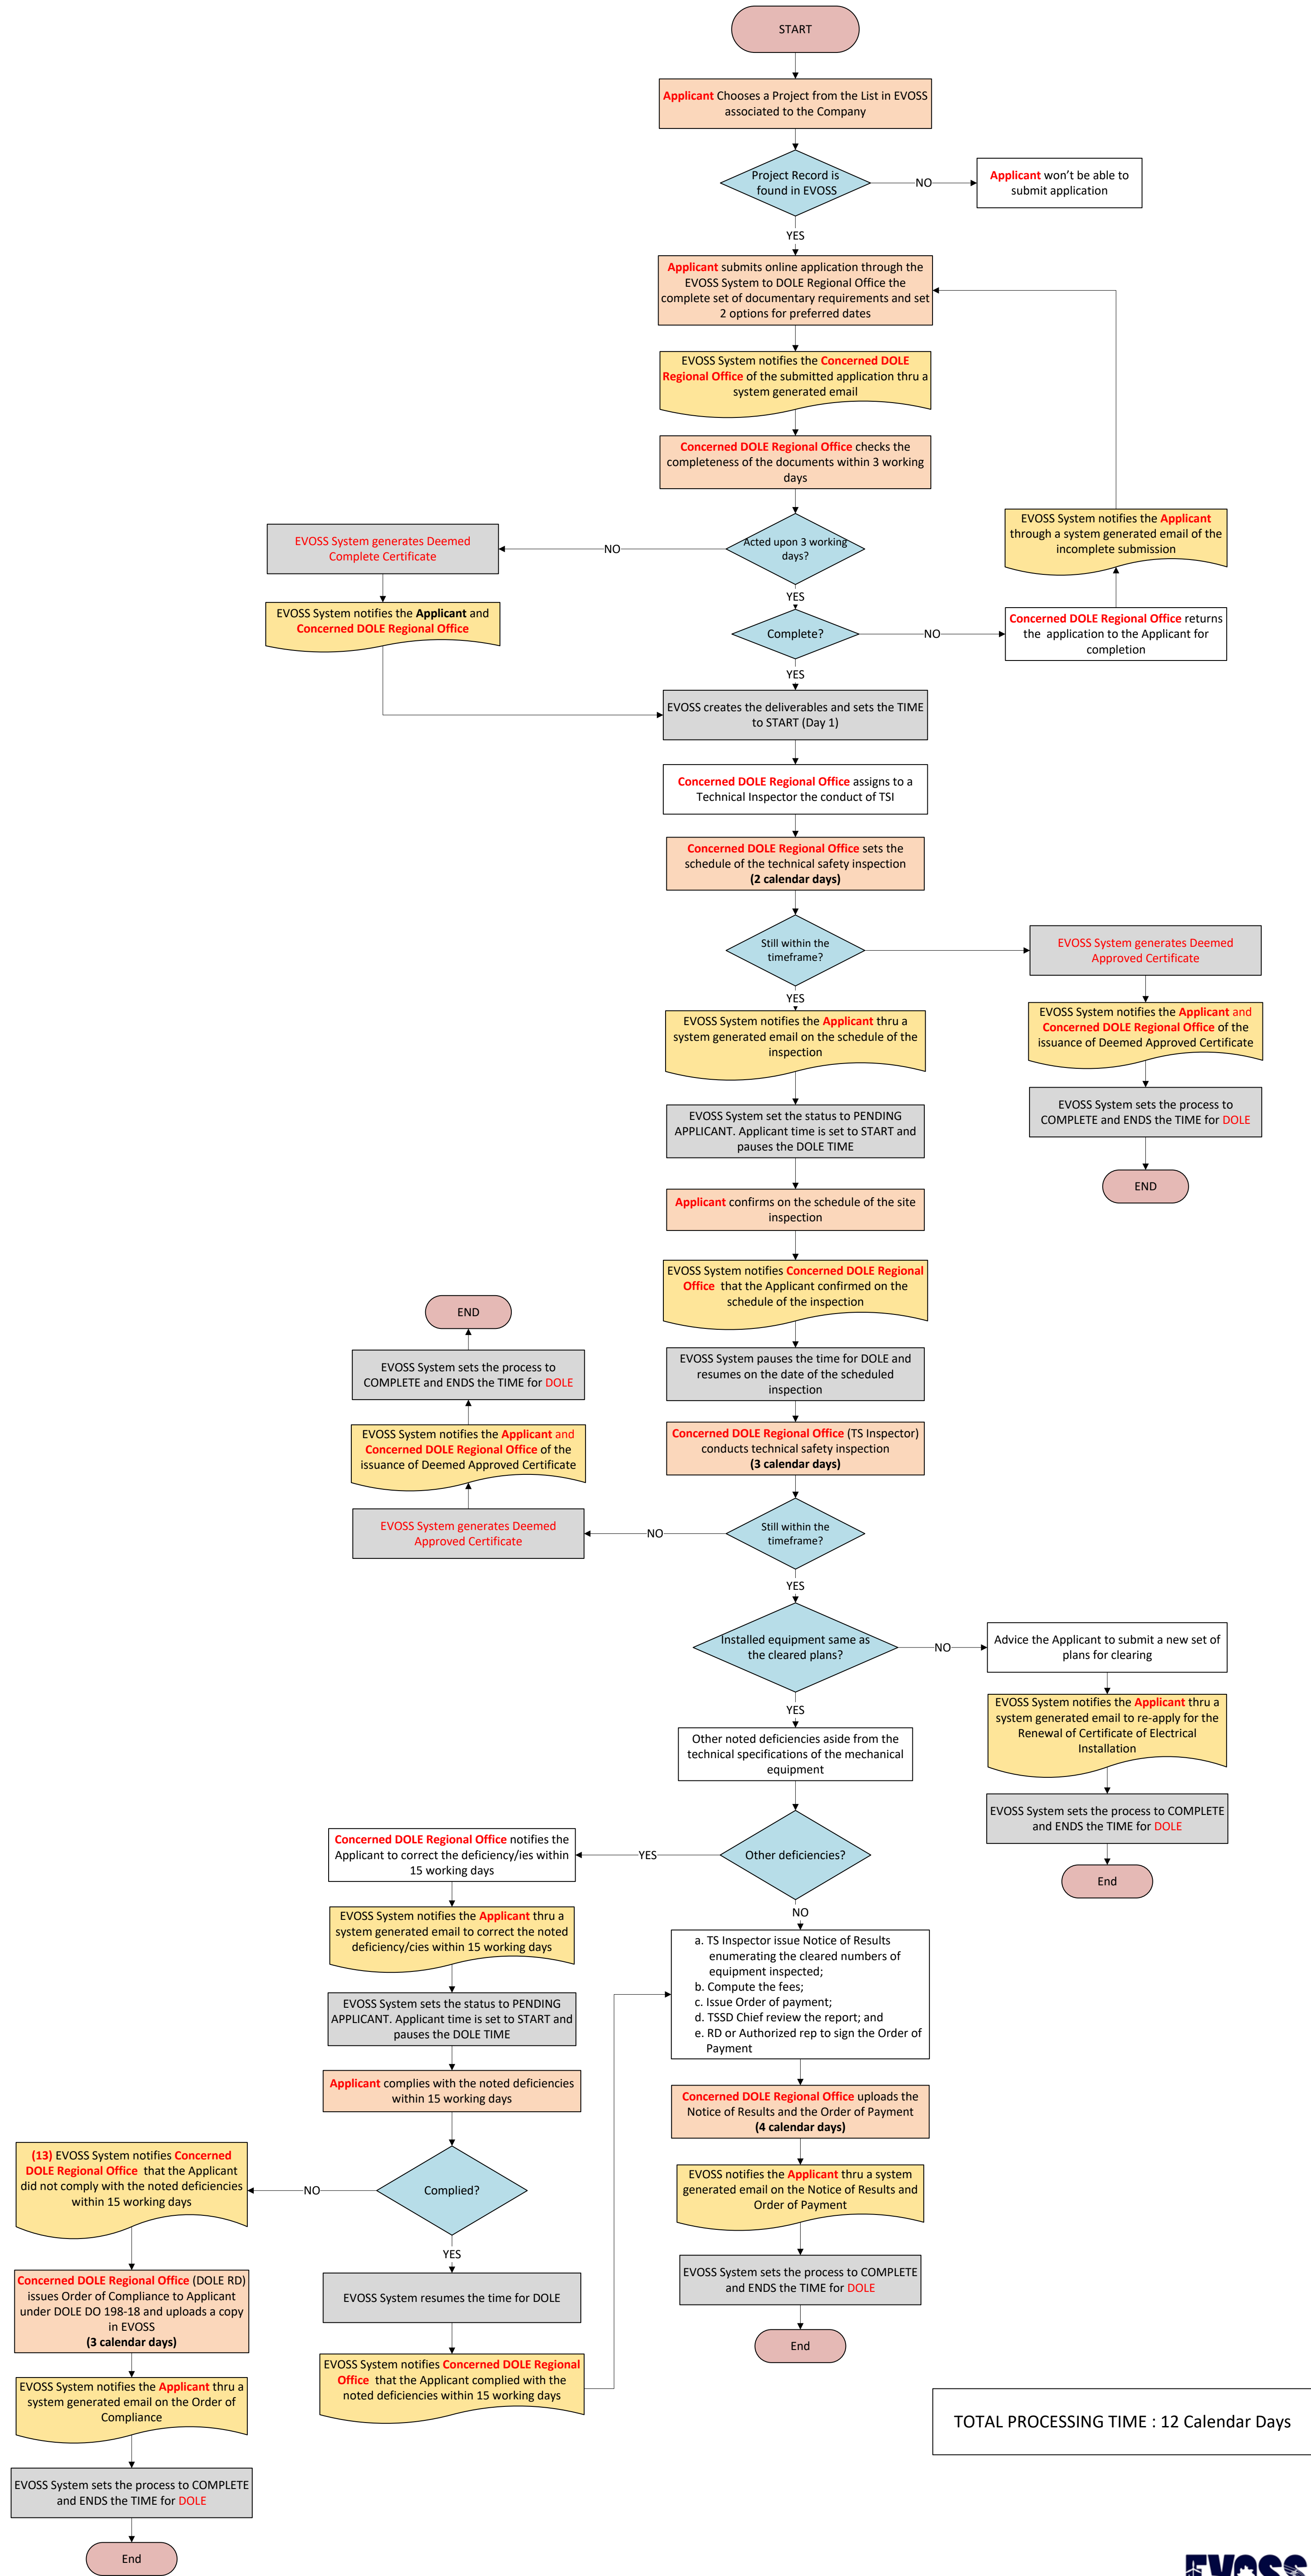 START
Applicant Chooses a Project from the List in EVOSS
associated to the Company
Project Record is
found in EVOSS
NO
Applicant won’t be able to
submit application
YES
Applicant submits online application through the
EVOSS System to DOLE Regional Office the
complete set of documentary requirements and set
2 options for preferred dates
EVOSS System notifies the Concerned DOLE
Regional Office of the submitted application thru a
system generated email
Concerned DOLE Regional Office checks the
completeness of the documents within 3 working
days
EVOSS System notifies the Applicant
through a system generated email of the
incomplete submission
Acted upon 3 working
days?
NO
EVOSS System generates Deemed
Complete Certificate
EVOSS System notifies the Applicant and
Concerned DOLE Regional Office
YES
Complete?
NO
Concerned DOLE Regional Office returns
the application to the Applicant for
completion
YES
EVOSS creates the deliverables and sets the TIME
to START (Day 1)
Concerned DOLE Regional Office assigns to a
Technical Inspector the conduct of TSI
Concerned DOLE Regional Office sets the
schedule of the technical safety inspection
(2 calendar days)
Still within the
timeframe?
EVOSS System generates Deemed
Approved Certificate
EVOSS System notifies the Applicant and
Concerned DOLE Regional Office of the
issuance of Deemed Approved Certificate
EVOSS System sets the process to
COMPLETE and ENDS the TIME for DOLE
END
YES
EVOSS System notifies the Applicant thru a
system generated email on the schedule of the
inspection
EVOSS System set the status to PENDING
APPLICANT. Applicant time is set to START and
pauses the DOLE TIME
Applicant confirms on the schedule of the site
inspection
EVOSS System notifies Concerned DOLE Regional
Office that the Applicant confirmed on the
schedule of the inspection
EVOSS System pauses the time for DOLE and
resumes on the date of the scheduled
inspection
Concerned DOLE Regional Office (TS Inspector)
conducts technical safety inspection
(3 calendar days)
END
EVOSS System sets the process to
COMPLETE and ENDS the TIME for DOLE
EVOSS System notifies the Applicant and
Concerned DOLE Regional Office of the
issuance of Deemed Approved Certificate
EVOSS System generates Deemed
Approved Certificate
NO
Still within the
timeframe?
YES
Installed equipment same as
the cleared plans?
NO
Advice the Applicant to submit a new set of
plans for clearing
EVOSS System notifies the Applicant thru a
system generated email to re-apply for the
Renewal of Certificate of Electrical
Installation
EVOSS System sets the process to COMPLETE
and ENDS the TIME for DOLE
End
YES
Other noted deficiencies aside from the
technical specifications of the mechanical
equipment
Other deficiencies?
YES
Concerned DOLE Regional Office notifies the
Applicant to correct the deficiency/ies within
15 working days
EVOSS System notifies the Applicant thru a
system generated email to correct the noted
deficiency/cies within 15 working days
EVOSS System sets the status to PENDING
APPLICANT. Applicant time is set to START and
pauses the DOLE TIME
Applicant complies with the noted deficiencies
within 15 working days
Complied?
NO
(13) EVOSS System notifies Concerned
DOLE Regional Office that the Applicant
did not comply with the noted deficiencies
within 15 working days
Concerned DOLE Regional Office (DOLE RD)
issues Order of Compliance to Applicant
under DOLE DO 198-18 and uploads a copy
in EVOSS
(3 calendar days)
EVOSS System notifies the Applicant thru a
system generated email on the Order of
Compliance
EVOSS System sets the process to COMPLETE
and ENDS the TIME for DOLE
End
YES
EVOSS System resumes the time for DOLE
EVOSS System notifies Concerned DOLE Regional
Office that the Applicant complied with the
noted deficiencies within 15 working days
NO
a. TS Inspector issue Notice of Results
enumerating the cleared numbers of
equipment inspected;
b. Compute the fees;
c. Issue Order of payment;
d. TSSD Chief review the report; and
e. RD or Authorized rep to sign the Order of
Payment
Concerned DOLE Regional Office uploads the
Notice of Results and the Order of Payment
(4 calendar days)
EVOSS notifies the Applicant thru a system
generated email on the Notice of Results and
Order of Payment
EVOSS System sets the process to COMPLETE
and ENDS the TIME for DOLE
End
TOTAL PROCESSING TIME : 12 Calendar Days
EVOSS